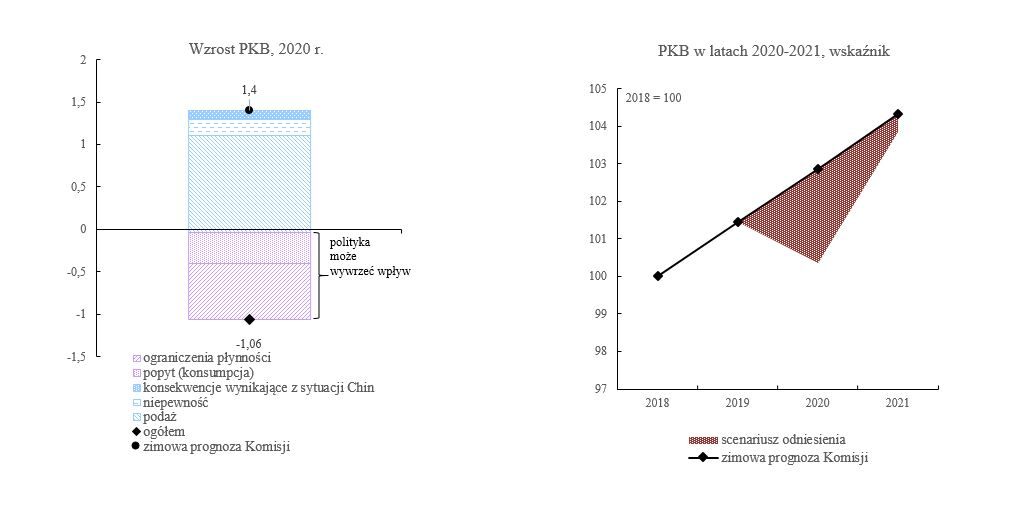 Wzrost PKB, 2020 r.
2
1,5
1
0,5
0
-0,5
-1
-1,5
1,4
polityka
może
wywrzeć wpływ
-1,06
ograniczenia płynności
popyt (konsumpcja)
konsekwencje wynikające z sytuacji Chin
niepewność
podaż
ogółem
zimowa prognoza Komisji
PKB w latach 2020-2021, wskaźnik
2018 = 100
105
104
103
102
101
100
99
98
97
2018 2019 2020 2021
scenariusz odniesienia
zimowa prognoza Komisji